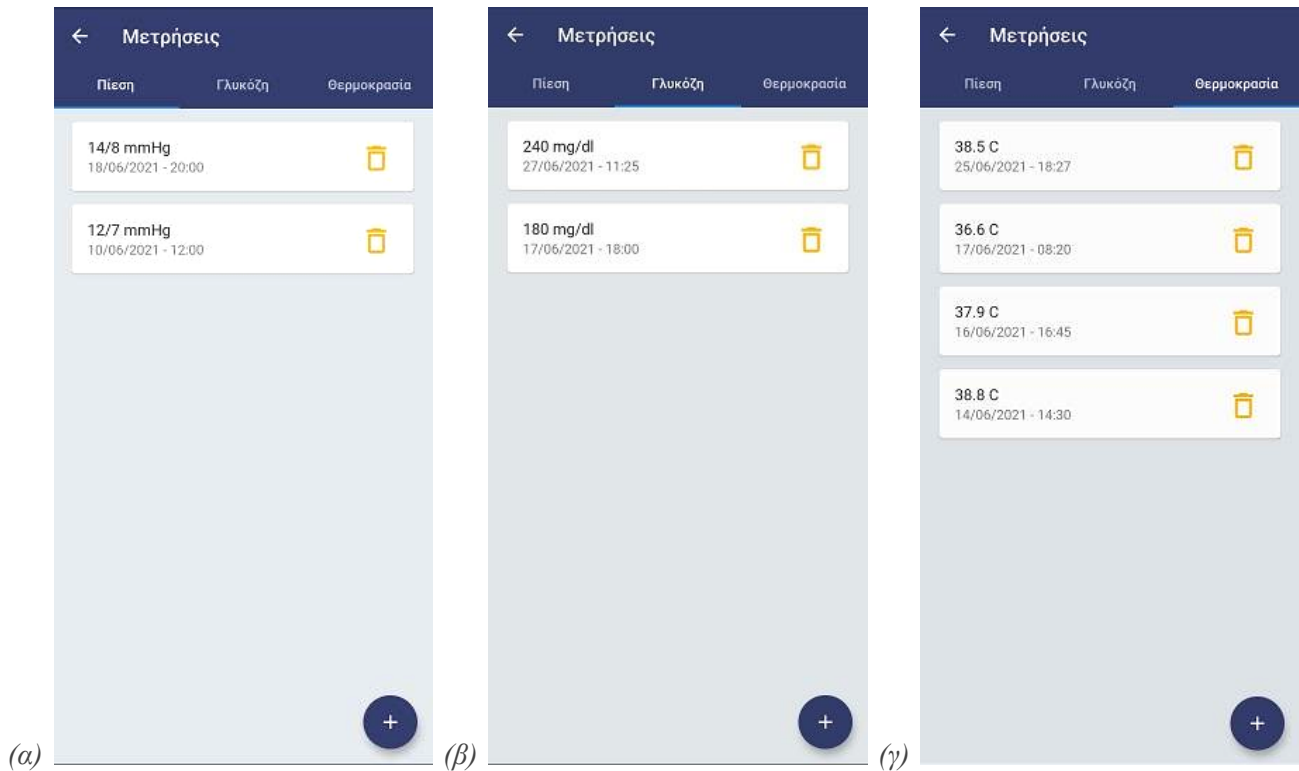 Μετρήσεις
Πίεση Γλυκόζη Θερμοκρασία
14/8 mmHg
18/06/2021 - 20:00
12/7 mmHg
10/06/2021 - 12:00
+
(α)
Μετρήσεις
Πίεση Γλυκόζη Θερμοκρασία
240 mg/dl
27/06/2021 - 11:25
180 mg/dl
17/06/2021 - 18:00
+
(β)
Μετρήσεις
Πίεση Γλυκόζη Θερμοκρασία
38.5 C
25/06/2021 - 18:27
36.6 C
17/06/2021 - 08:20
37.9 C
16/06/2021 - 16:45
38.8 C
14/06/2021 - 14:30
+
(γ)